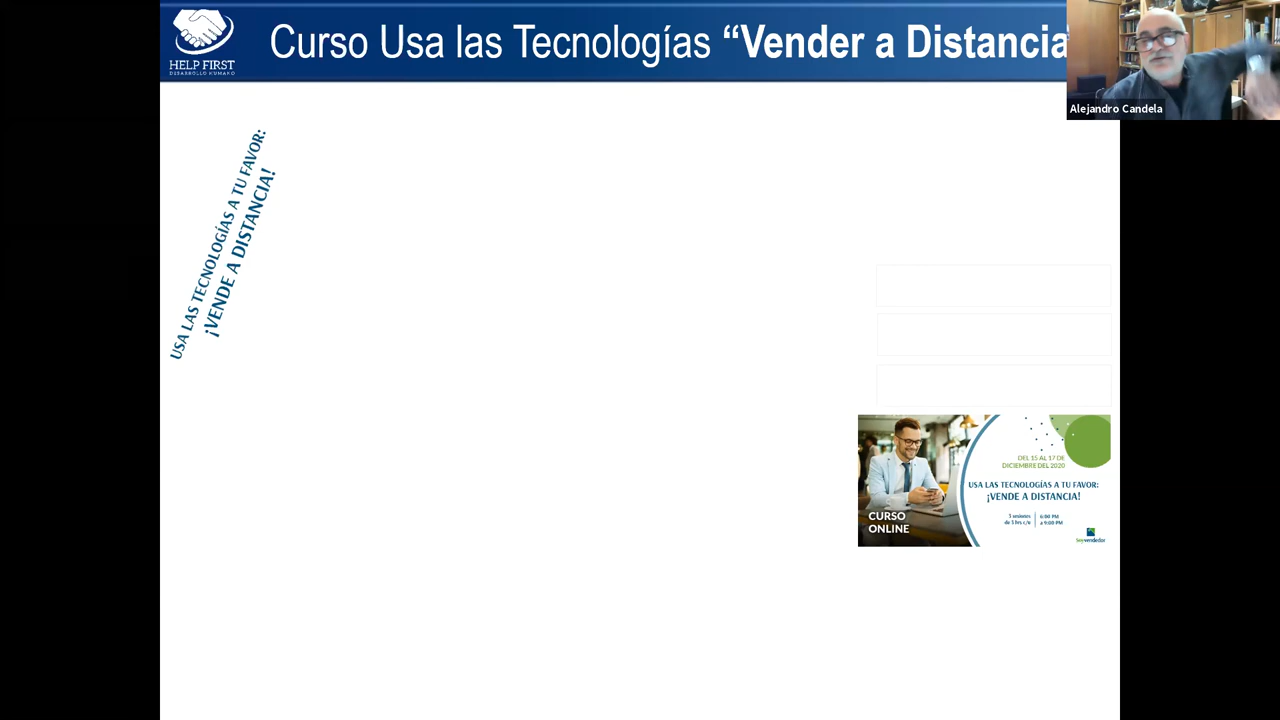 HELP FIRST
DESARROLLO HUMANO
Curso Usa las Tecnologías “Vender a Distancia
Alejandro Candela
USA LAS TECNOLOGÍAS A TU FAVOR:
¡VENDE A DISTANCIA!
DEL 15 AL 17 DE
DICIEMBRE DEL 2020
USA LAS TECNOLOGÍAS A TU FAVOR:
¡VENDE A DISTANCIA!
3 sesiones
de 3 hrs c/u
6:00 PM
a 9:00 PM
CURSO
ONLINE
Soyvendedor